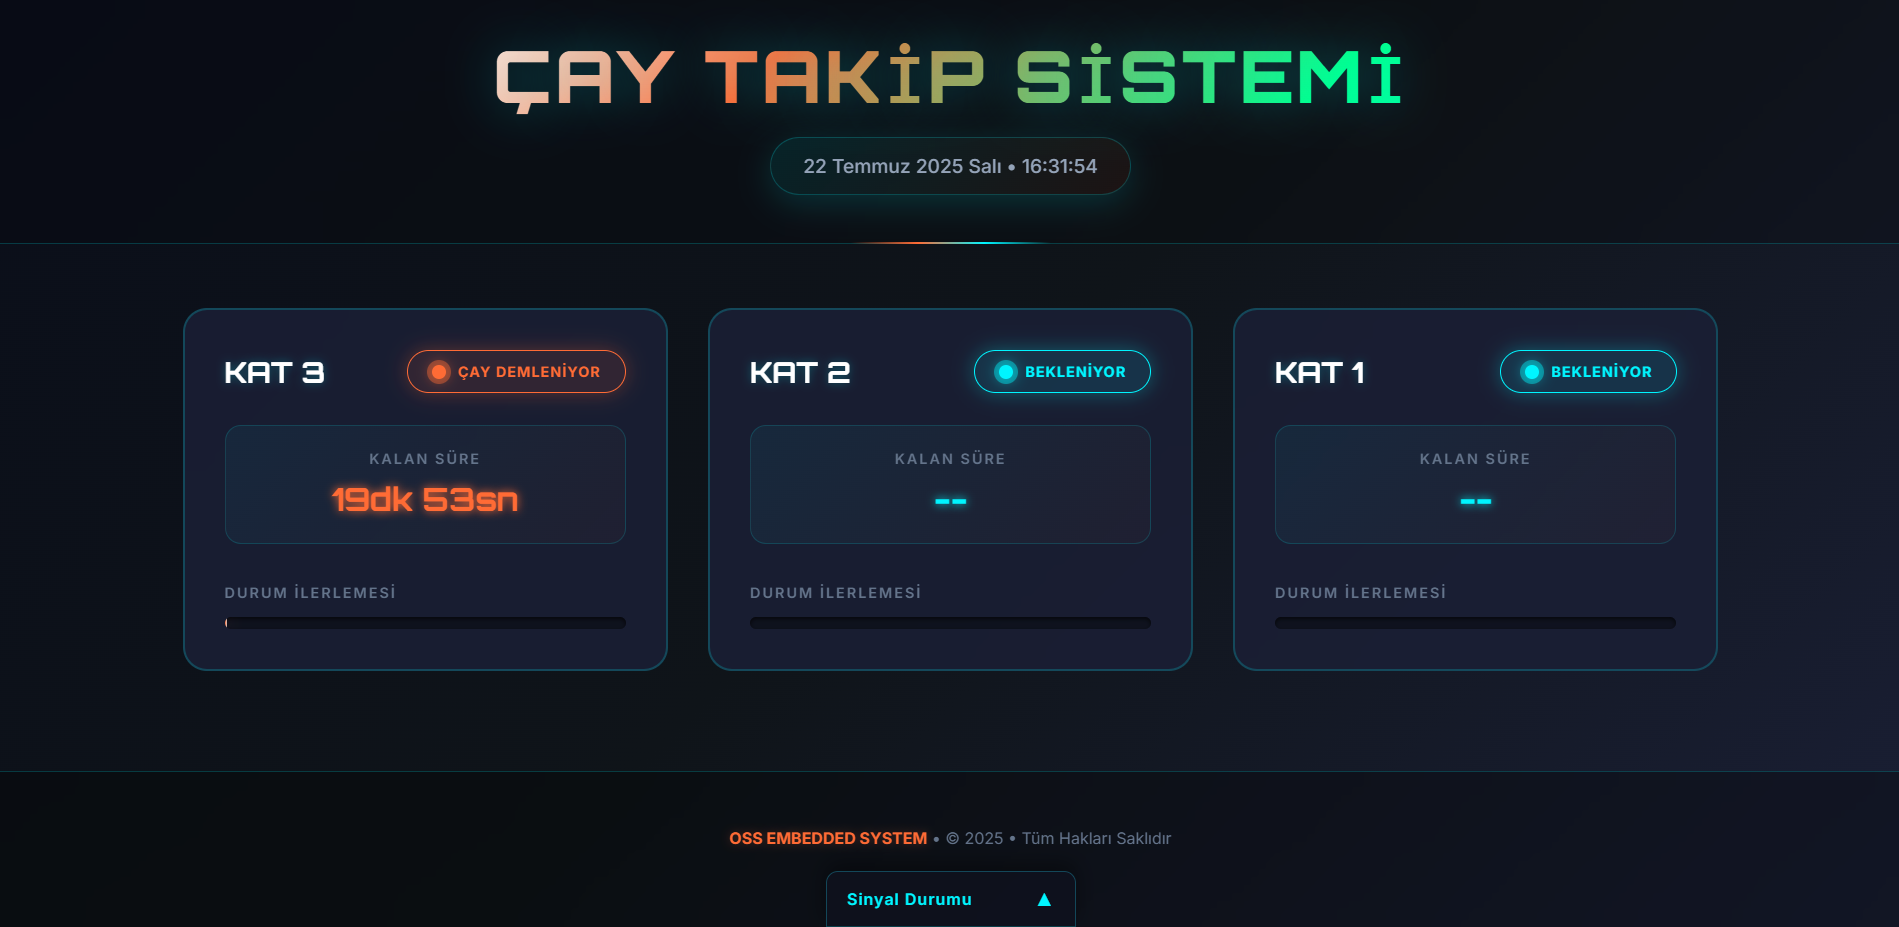 ÇAY TAKİP SİSTEMİ
22 Temmuz 2025 Salı • 16:31:54
KAT 3
ÇAY DEMLENİYOR
KALAN SÜRE
19dk 53sn
DURUM İLERLEMESİ
KAT 2
BEKLENİYOR
KALAN SÜRE
--
DURUM İLERLEMESİ
KAT 1
BEKLENİYOR
KALAN SÜRE
--
DURUM İLERLEMESİ
OSS EMBEDDED SYSTEM • © 2025 • Tüm Hakları Saklıdır
Sinyal Durumu ▲